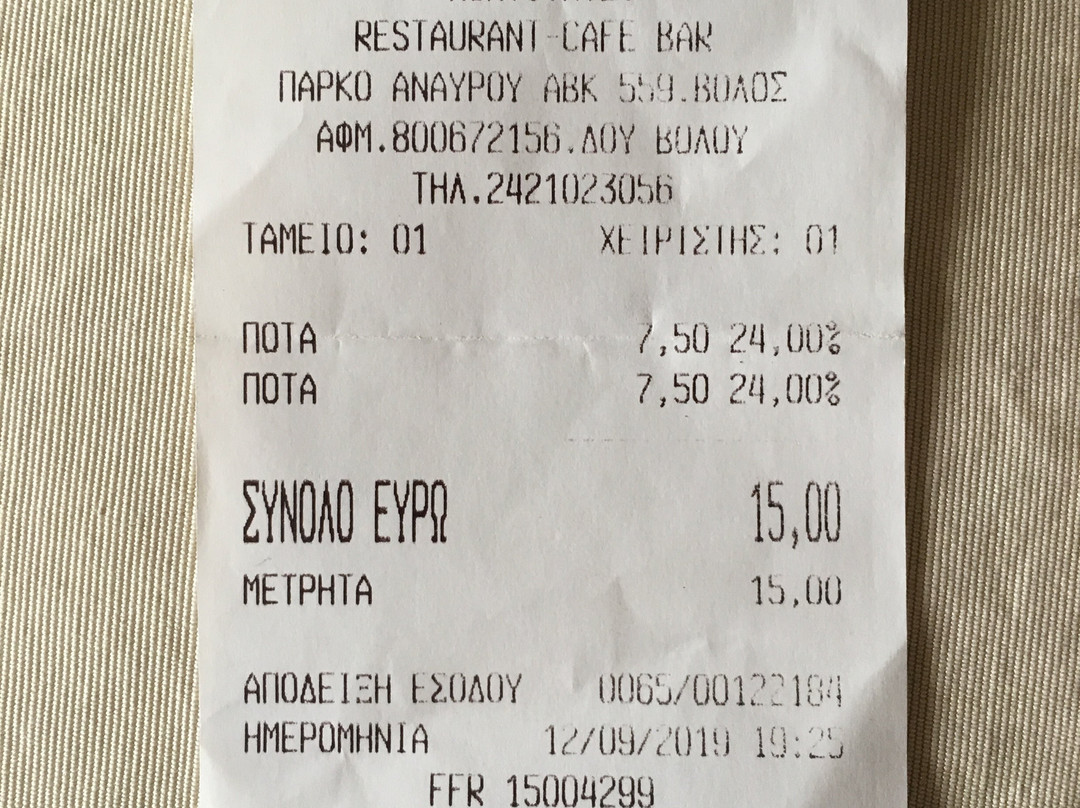 RESTAURANT-CAFE BAR
ΠΑΡΚΟ ΑΝΑΥΡΟΥ ΑΒΚ 559.ΒΟΛΟΣ
ΑΦΜ.800672156.ΔΟΥ ΒΟΛΟΥ
ΤΗΛ.2421023056
ΤΑΜΕΙΟ: 01 ΧΕΙΡΙΣΤΗΣ: 01
ΠΟΤΑ 7,50 24,00%
ΠΟΤΑ 7,50 24,00%
ΣΥΝΟΛΟ ΕΥΡΩ 15,00
ΜΕΤΡΗΤΑ 15,00
ΑΠΟΔΕΙΞΗ ΕΣΟΔΟΥ 0065/00122184
ΗΜΕΡΟΜΗΝΙΑ 12/09/2019 19:25
FFR 15004299